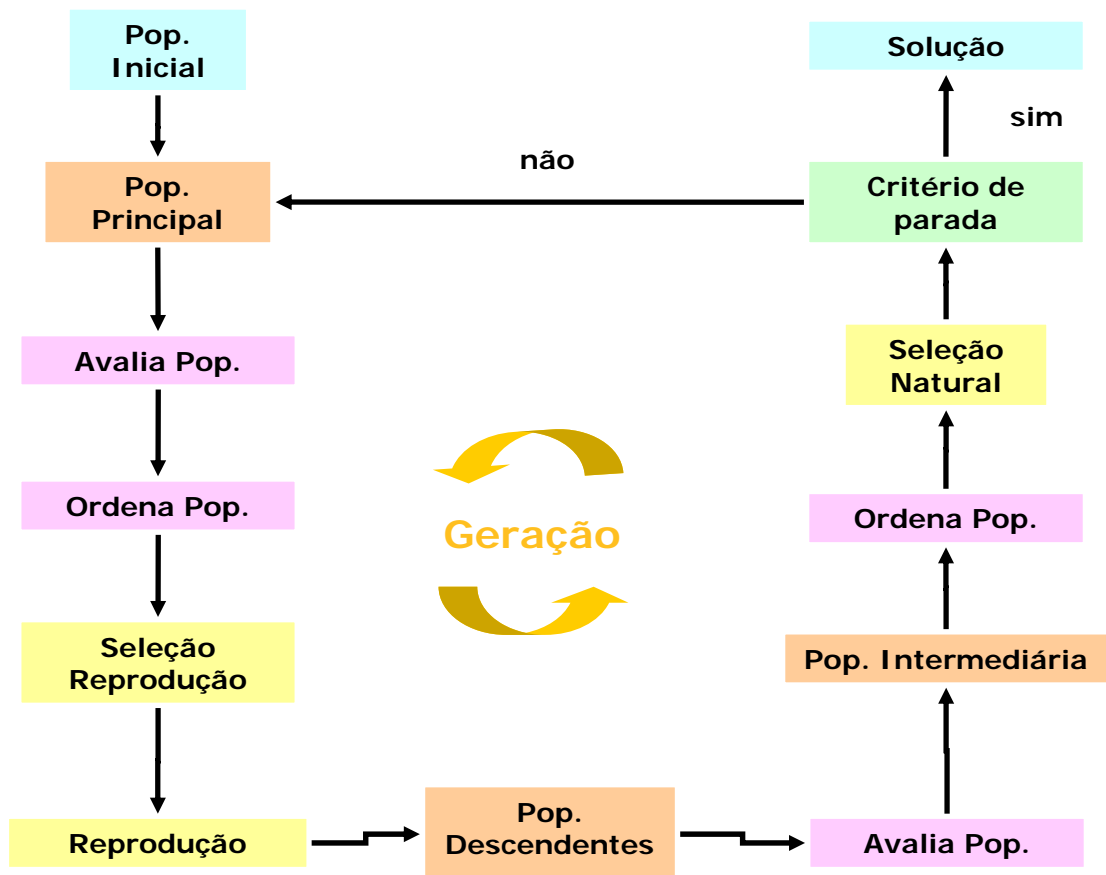 Pop.
Inicial
Pop.
Principal
Avalia Pop.
Ordena Pop.
Seleção
Reprodução
Reprodução
Pop.
Descendentes
Avalia Pop.
Pop. Intermediária
Ordena Pop.
Seleção
Natural
Critério de
parada
não
sim
Solução
Geração